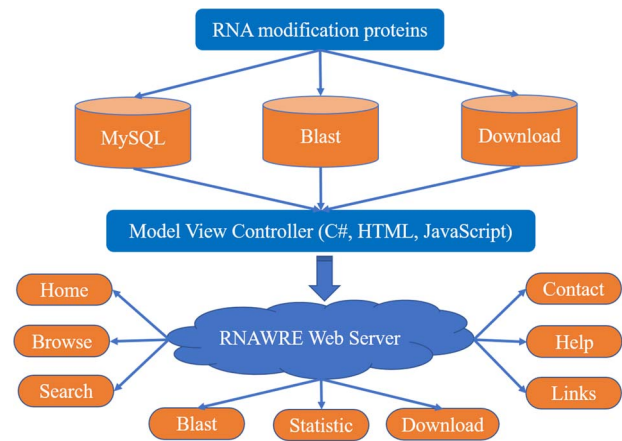 RNA modification proteins
MySQL
Blast
Download
Model View Controller (C#, HTML, JavaScript)
Home
Contact
RNAWRE Web Server
Browse
Help
Search
Links
Blast
Statistic
Download